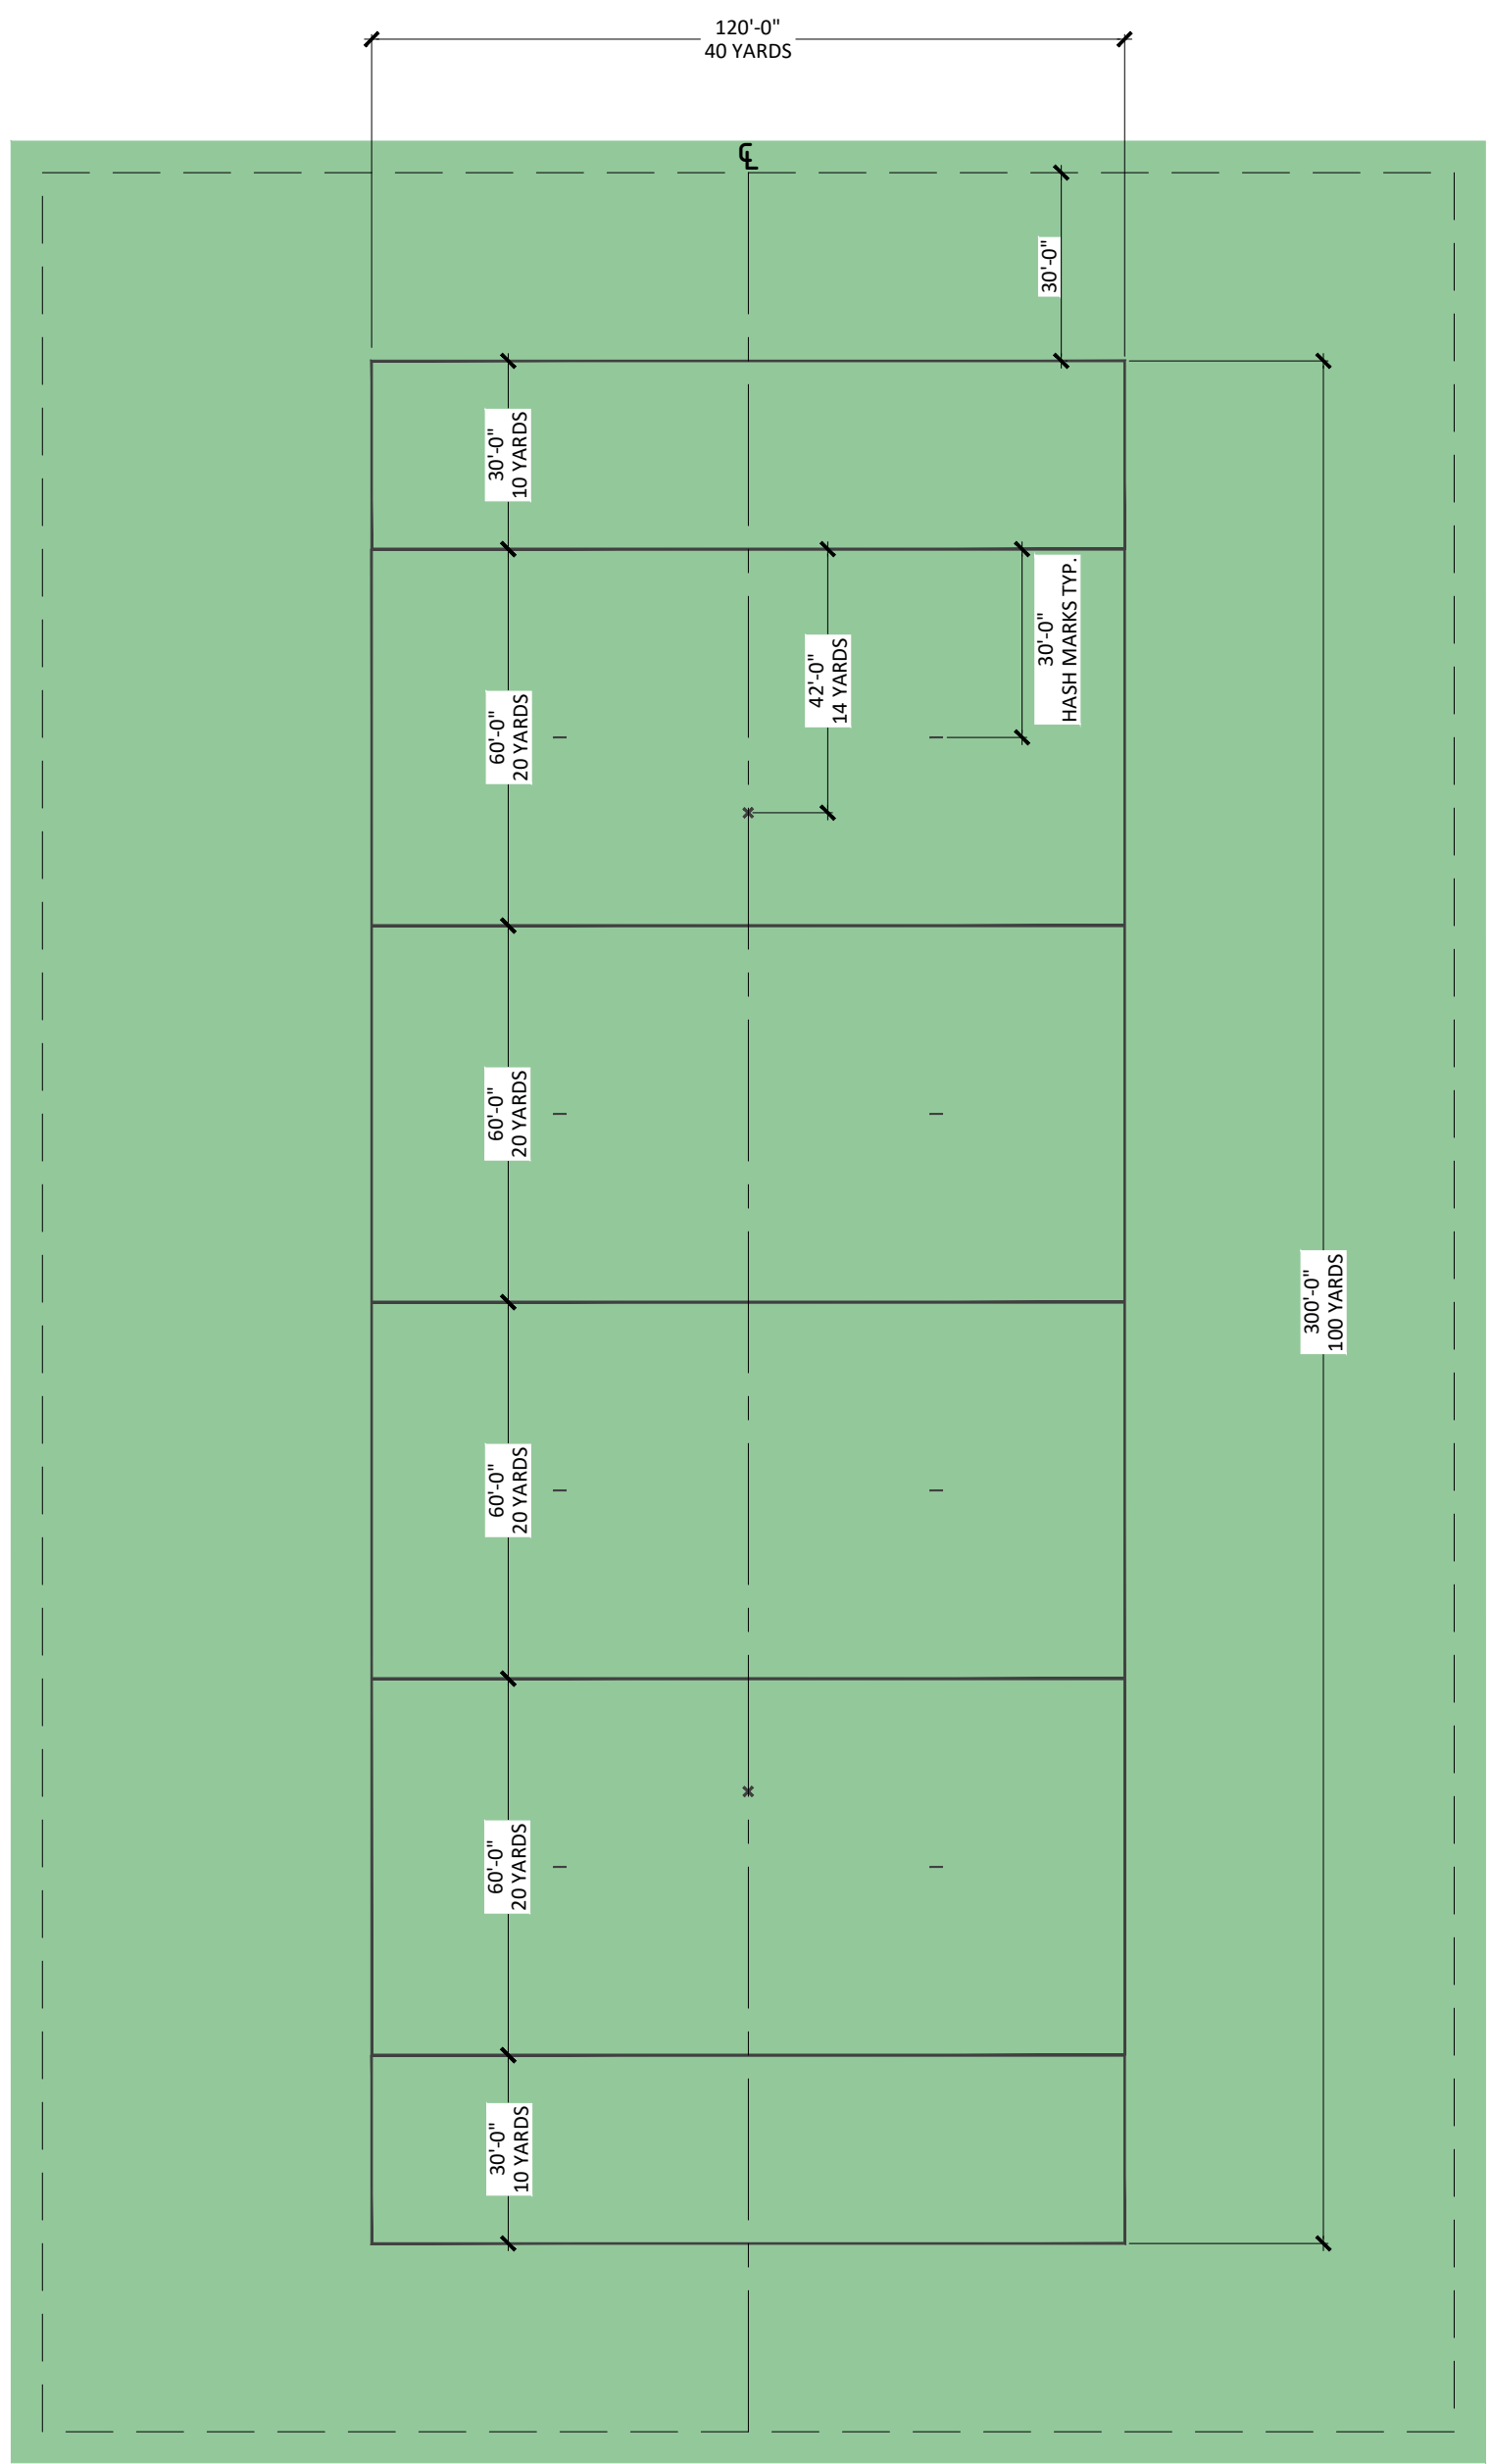 120'-0"
40 YARDS
℄
30'-0"
30'-0"
10 YARDS
30'-0"
HASH MARKS TYP.
42'-0"
14 YARDS
60'-0"
20 YARDS
60'-0"
20 YARDS
300'-0"
100 YARDS
60'-0"
20 YARDS
60'-0"
20 YARDS
30'-0"
10 YARDS